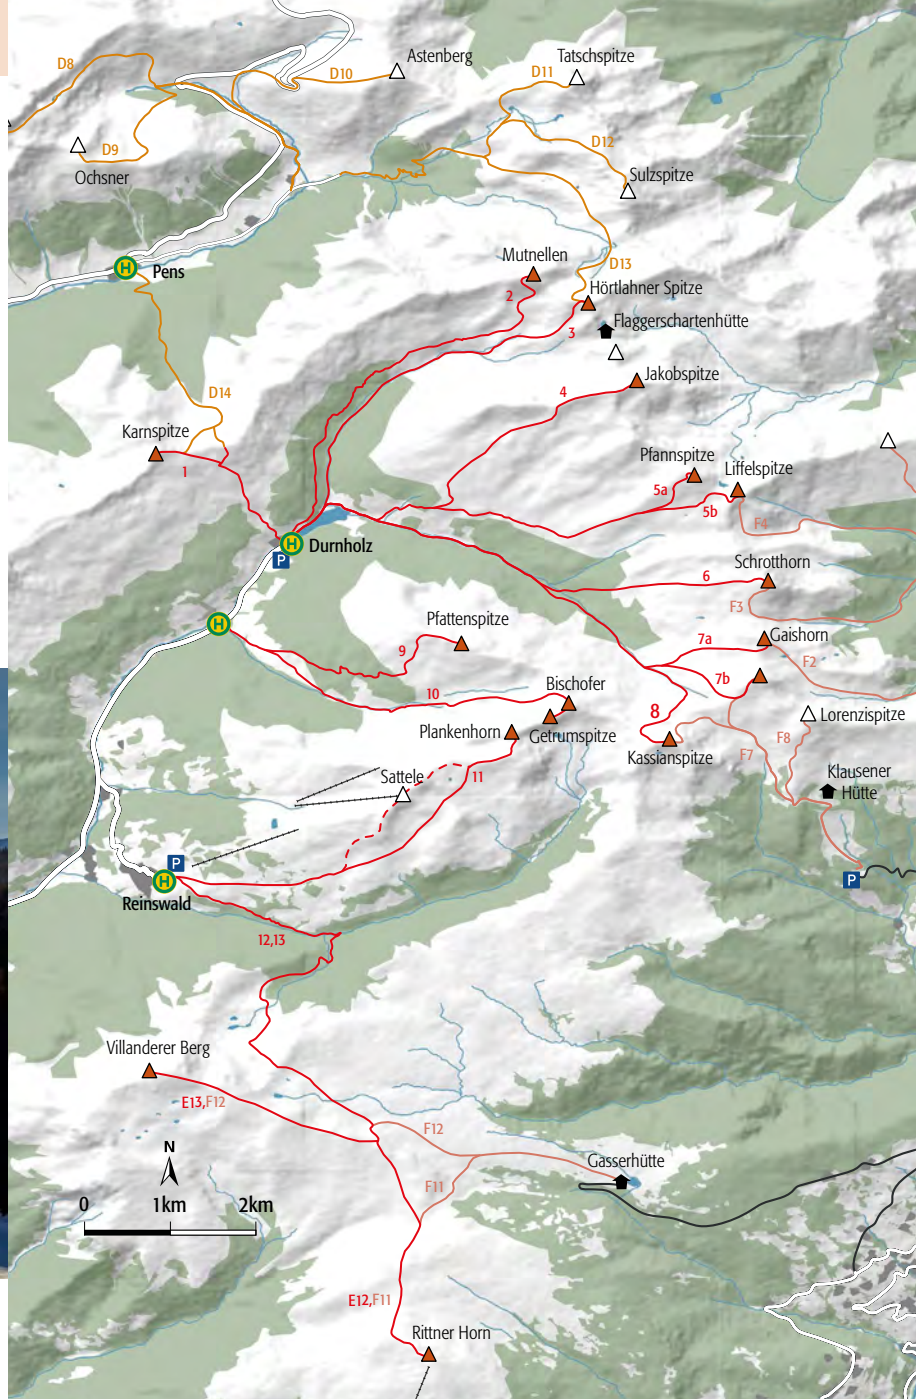 D8
Astenberg
Tatschspitze
D10
D11
D9
D12
Ochsner
Sulzspitze
H
Pens
Mutnellen
D13
2
Hörtlahner Spitze
3
Flaggerschartenhütte
Jakobspitze
4
D14
Karnspitze
1
Pfannspitze
Liffelspitze
5a
5b
F4
H
Durnholz
P
Schrotthorn
6
F3
H
Pfattenspitze
9
7a
Gaishorn
F2
7b
10
Bischofer
8
Lorenzispitze
Plankenhorn
Getrumspitze
F8
F7
Kassianspitze
Sattele
11
Klausener
Hütte
P
P
H
Reinswald
12,13
Villanderer Berg
E13,F12
F12
N
Gasserhütte
F11
0
1km
2km
E12,F11
Rittner Horn